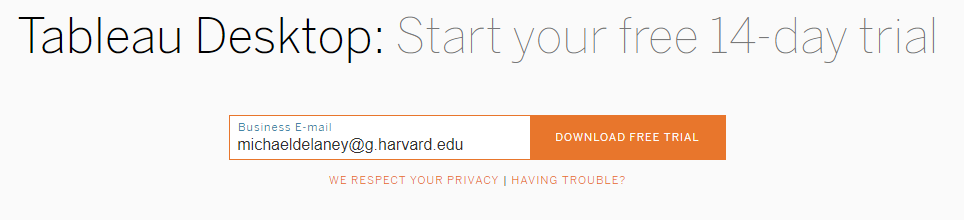 Tableau Desktop: Start your free 14-day trial
Business E-mail
michaeldelaney@g.harvard.edu
DOWNLOAD FREE TRIAL
WE RESPECT YOUR PRIVACY | HAVING TROUBLE?